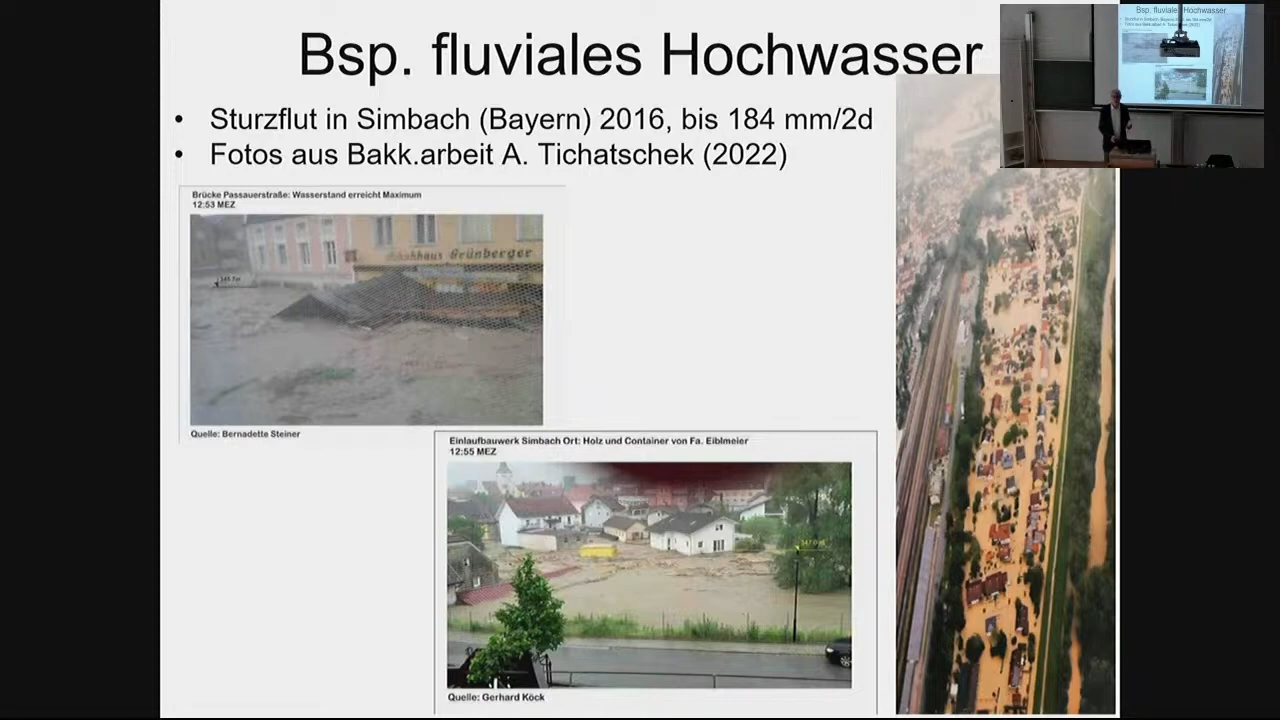 Bsp. fluviales Hochwasser
• Sturzflut in Simbach (Bayern) 2016, bis 184 mm/2d
• Fotos aus Bakk.arbeit A. Tichatschek (2022)
Brücke Passauerstraße: Wasserstand erreicht Maximum
12:53 MEZ
Grünberger
Quelle: Bernadette Steiner
Einlaufbauwerk Simbach Ort: Holz und Container von Fa. Eiblmeier
12:55 MEZ
Quelle: Gerhard Köck
Bsp. fluviales Hochwasser